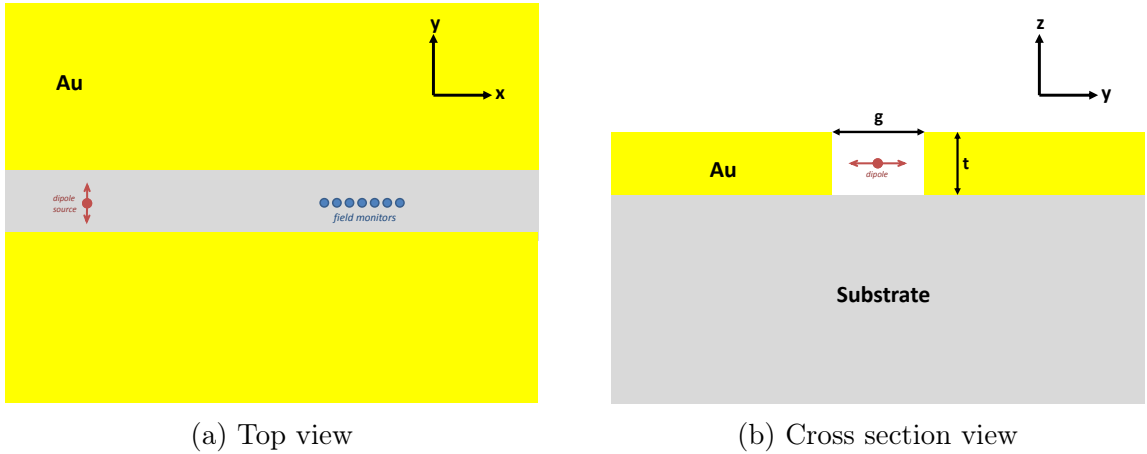 y
x
Au
dipole
source
field monitors
(a) Top view
z
y
g
t
Au
dipole
Substrate
(b) Cross section view